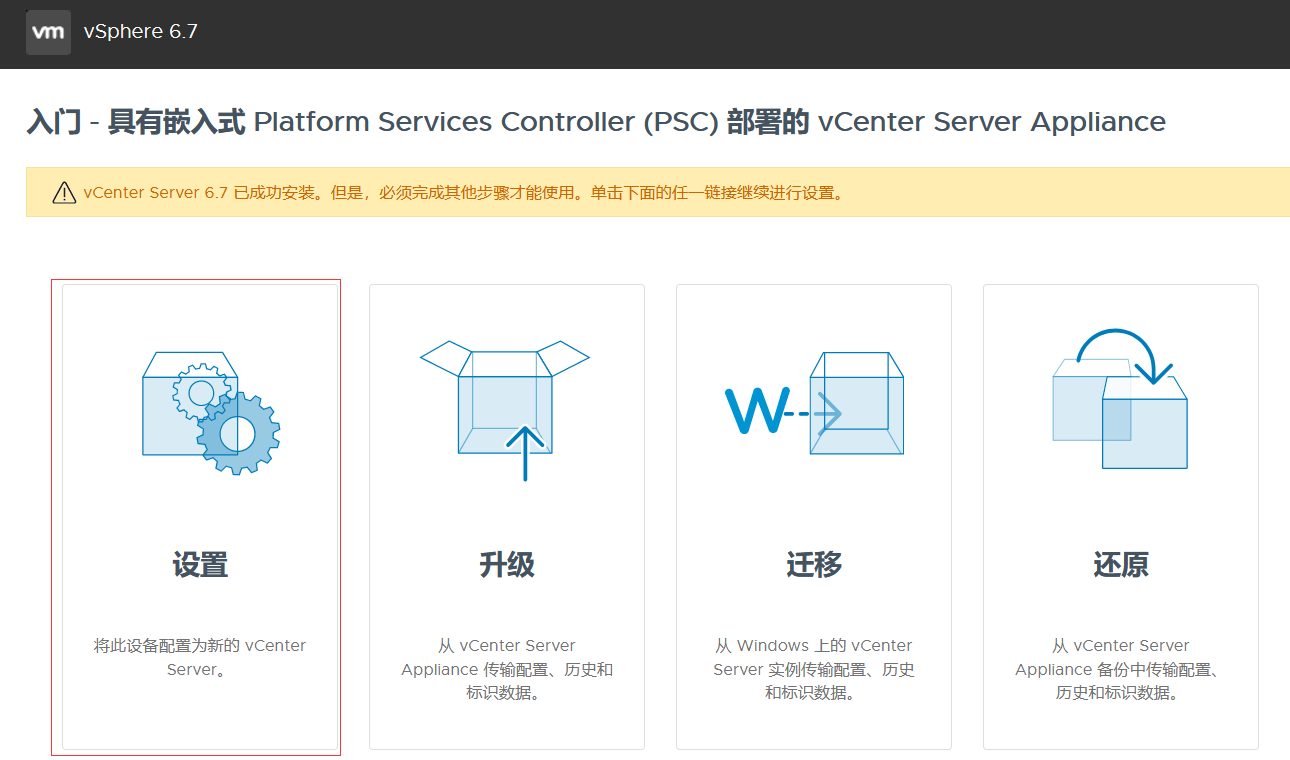 vm vSphere 6.7
入门 - 具有嵌入式 Platform Services Controller (PSC) 部署的 vCenter Server Appliance
vCenter Server 6.7 已成功安装。但是，必须完成其他步骤才能使用。单击下面的任一链接继续进行设置。
设置
将此设备配置为新的 vCenter
Server。
升级
从 vCenter Server
Appliance 传输配置、历史和
标识数据。
W
迁移
从 Windows 上的 vCenter
Server 实例传输配置、历史
和标识数据。
还原
从 vCenter Server
Appliance 备份中传输配置、
历史和标识数据。